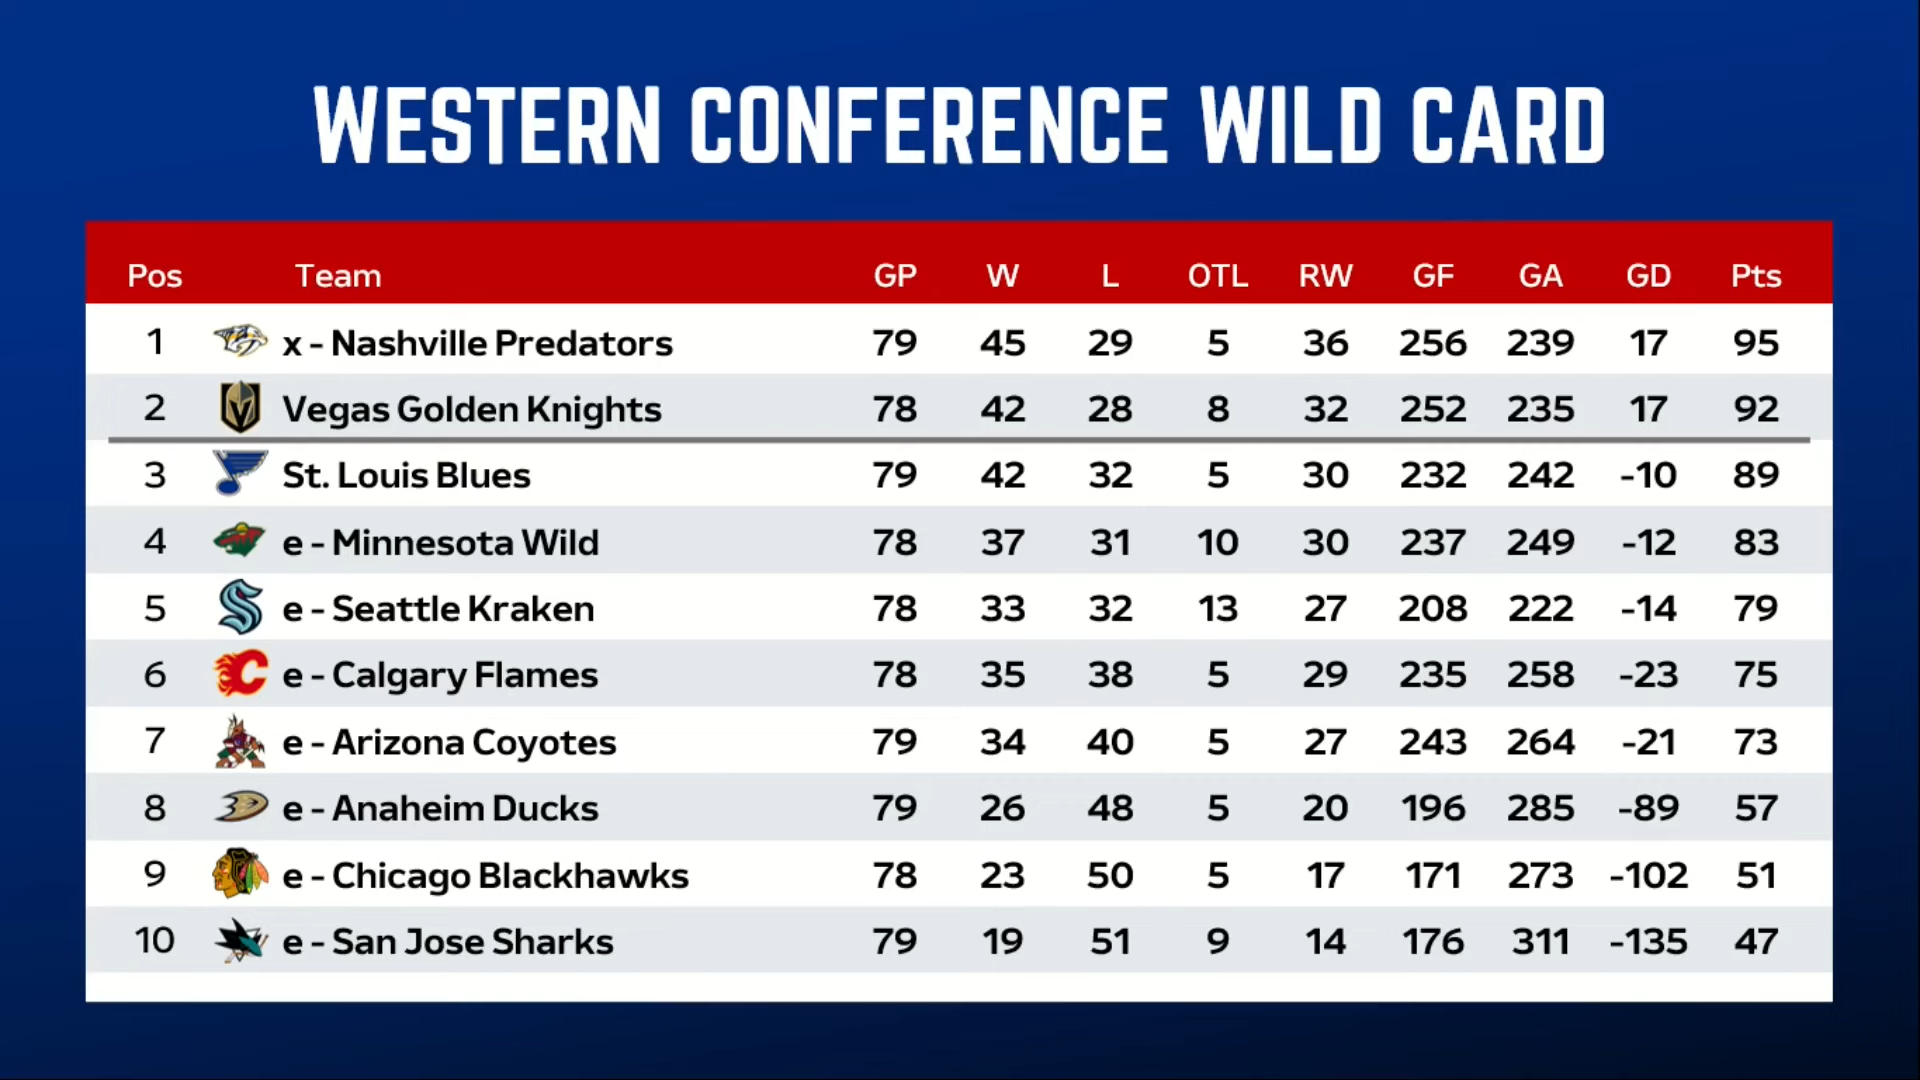 WESTERN CONFERENCE WILD CARD
Pos Team GP W L OTL RW GF GA GD Pts
1 x - Nashville Predators 79 45 29 5 36 256 239 17 95
2 Vegas Golden Knights 78 42 28 8 32 252 235 17 92
3 St. Louis Blues 79 42 32 5 30 232 242 -10 89
4 e - Minnesota Wild 78 37 31 10 30 237 249 -12 83
5 e - Seattle Kraken 78 33 32 13 27 208 222 -14 79
6 e - Calgary Flames 78 35 38 5 29 235 258 -23 75
7 e - Arizona Coyotes 79 34 40 5 27 243 264 -21 73
8 e - Anaheim Ducks 79 26 48 5 20 196 285 -89 57
9 e - Chicago Blackhawks 78 23 50 5 17 171 273 -102 51
10 e - San Jose Sharks 79 19 51 9 14 176 311 -135 47